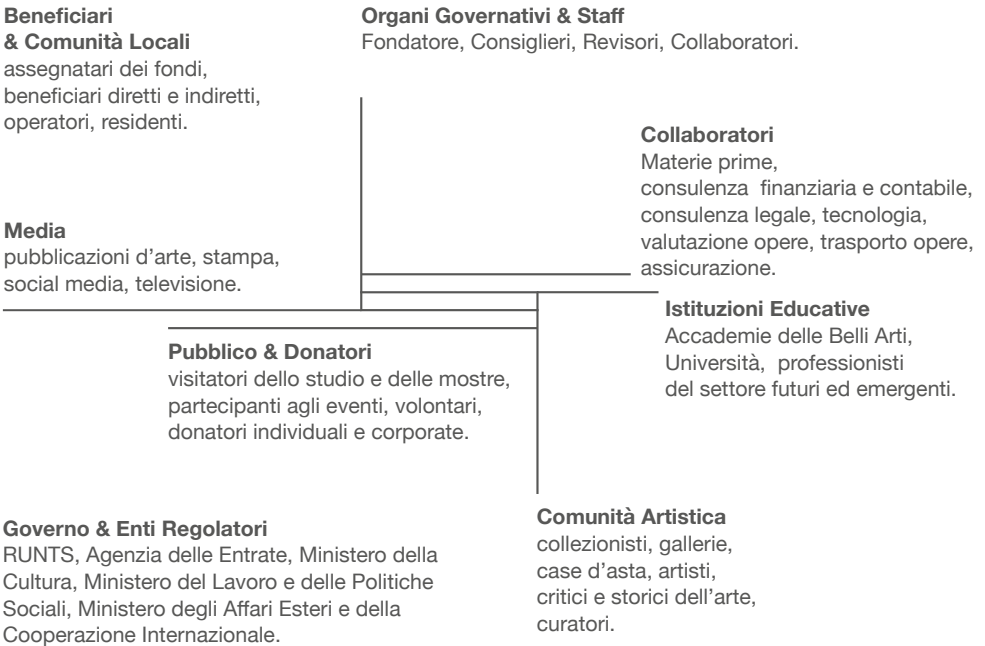 Beneficiari
& Comunità Locali
assegnatari dei fondi,
beneficiari diretti e indiretti,
operatori, residenti.
Organi Governativi & Staff
Fondatore, Consiglieri, Revisori, Collaboratori.
Collaboratori
Materie prime,
consulenza  finanziaria e contabile,
consulenza legale, tecnologia,
valutazione opere, trasporto opere,
assicurazione.
Media
pubblicazioni d’arte, stampa,
social media, televisione.
Istituzioni Educative
Accademie delle Belli Arti,
Università,  professionisti
del settore futuri ed emergenti.
Pubblico & Donatori
visitatori dello studio e delle mostre,
partecipanti agli eventi, volontari,
donatori individuali e corporate.
Governo & Enti Regolatori
RUNTS, Agenzia delle Entrate, Ministero della
Cultura, Ministero del Lavoro e delle Politiche
Sociali, Ministero degli Affari Esteri e della
Cooperazione Internazionale.
Comunità Artistica
collezionisti, gallerie,
case d'asta, artisti,
critici e storici dell’arte,
curatori.